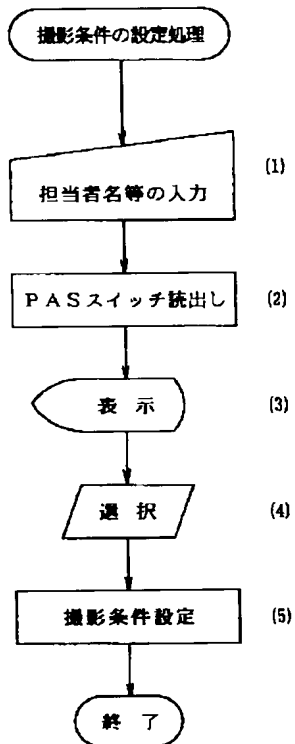 撮影条件の設定処理
(1)
担当者名等の入力
PASスイッチ読出し (2)
表 示 (3)
選 択 (4)
撮影条件設定 (5)
終 了